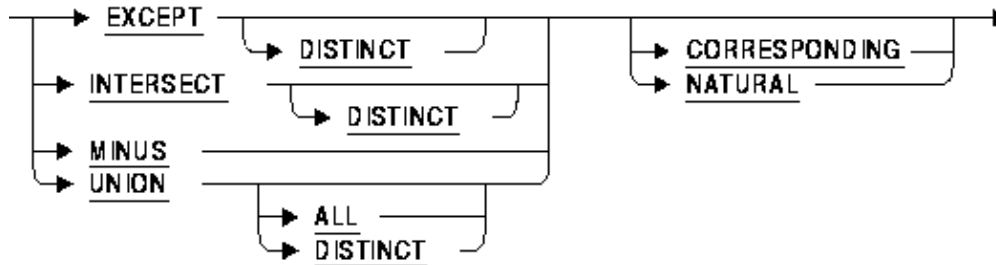 EXCEPT
DISTINCT
CORRESPONDING
INTERSECT
NATURAL
DISTINCT
MINUS
UNION
ALL
DISTINCT